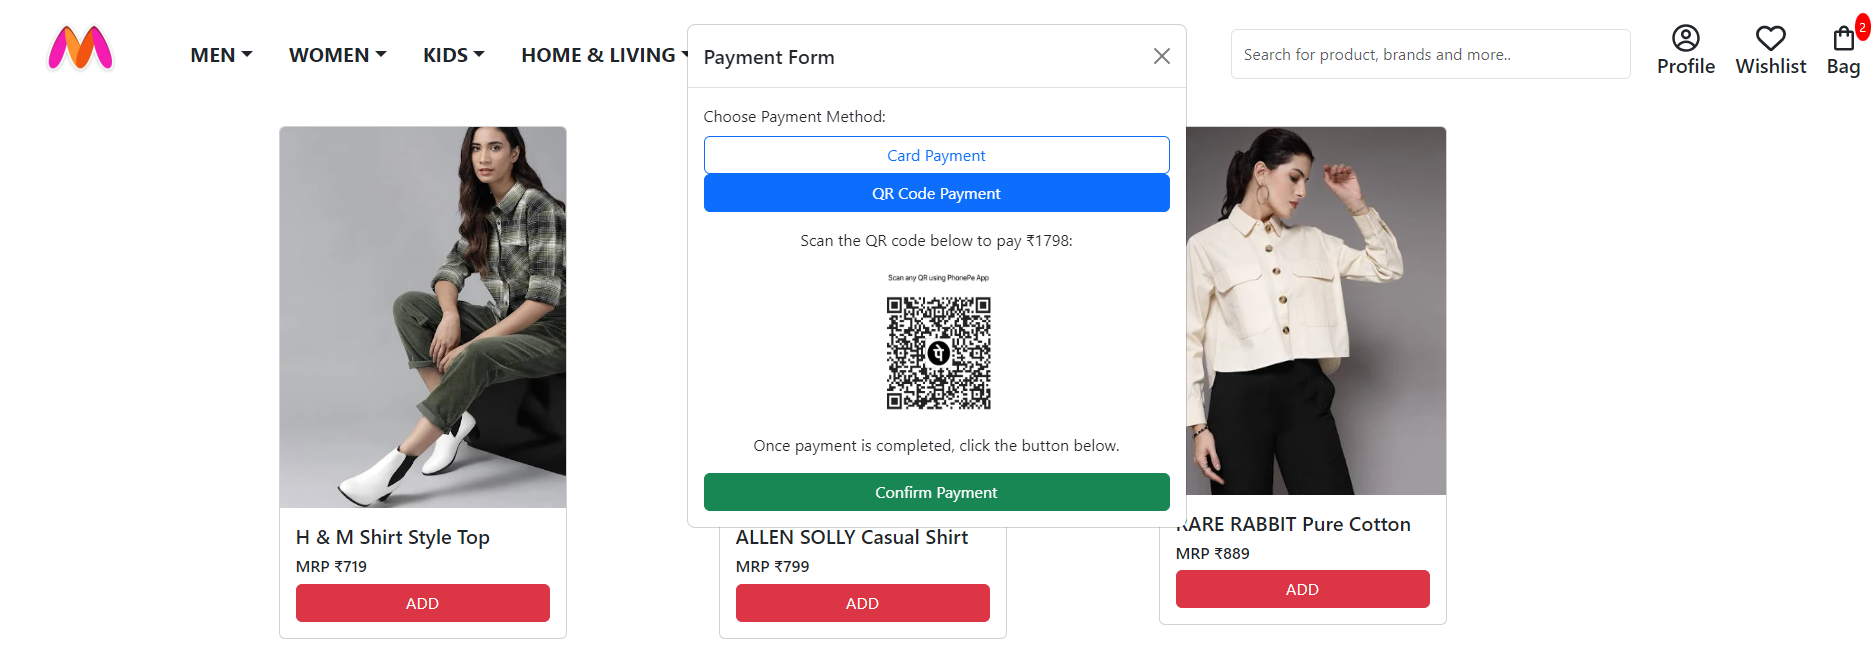 MEN
WOMEN
KIDS
HOME & LIVING
Search for product, brands and more..
Profile
Wishlist
2
Bag
Payment Form
Choose Payment Method:
Card Payment
QR Code Payment
Scan the QR code below to pay ₹1798:
Scan any QR using PhonePe App
पे
Once payment is completed, click the button below.
Confirm Payment
H & M Shirt Style Top
MRP ₹719
ADD
ALLEN SOLLY Casual Shirt
MRP ₹799
ADD
RARE RABBIT Pure Cotton
MRP ₹889
ADD